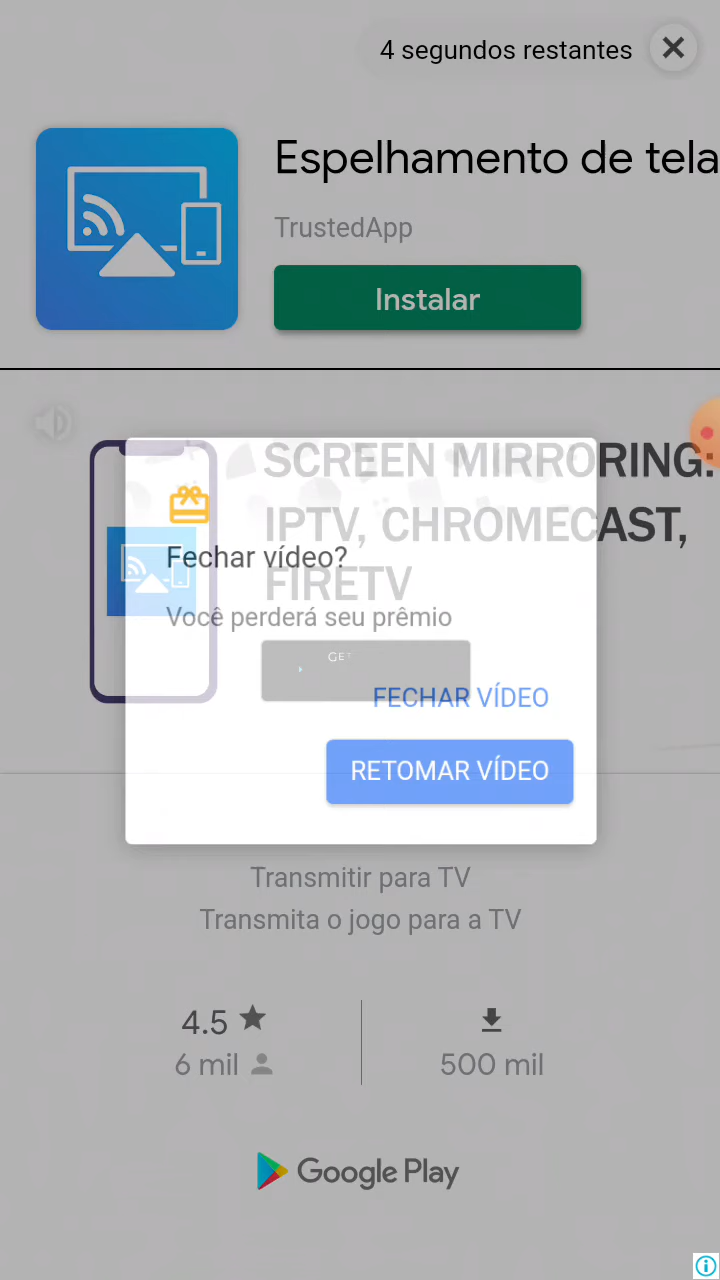 4 segundos restantes
Espelhamento de tela
TrustedApp
Instalar
SCREEN MIRRORING:
IPTV, CHROMECAST,
FIRETV
Fechar vídeo?
Você perderá seu prêmio
GET
FECHAR VÍDEO
RETOMAR VÍDEO
Transmitir para TV
Transmita o jogo para a TV
4.5
6 mil
500 mil
Google Play